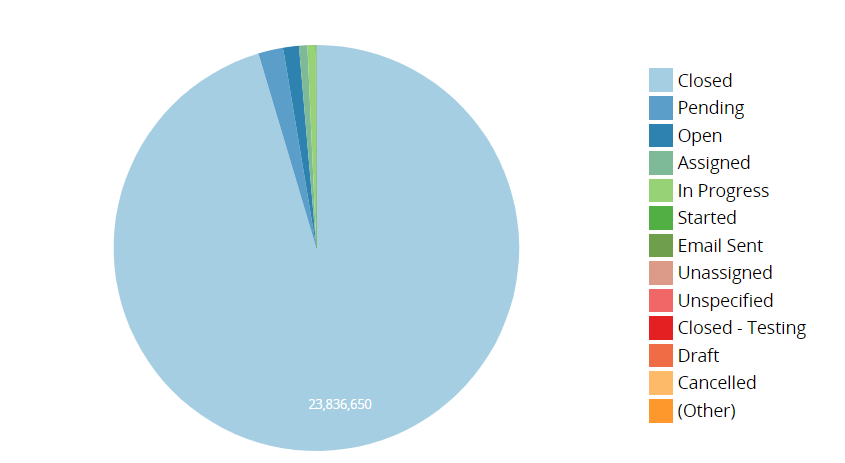 23,836,650
Closed
Pending
Open
Assigned
In Progress
Started
Email Sent
Unassigned
Unspecified
Closed - Testing
Draft
Cancelled
(Other)